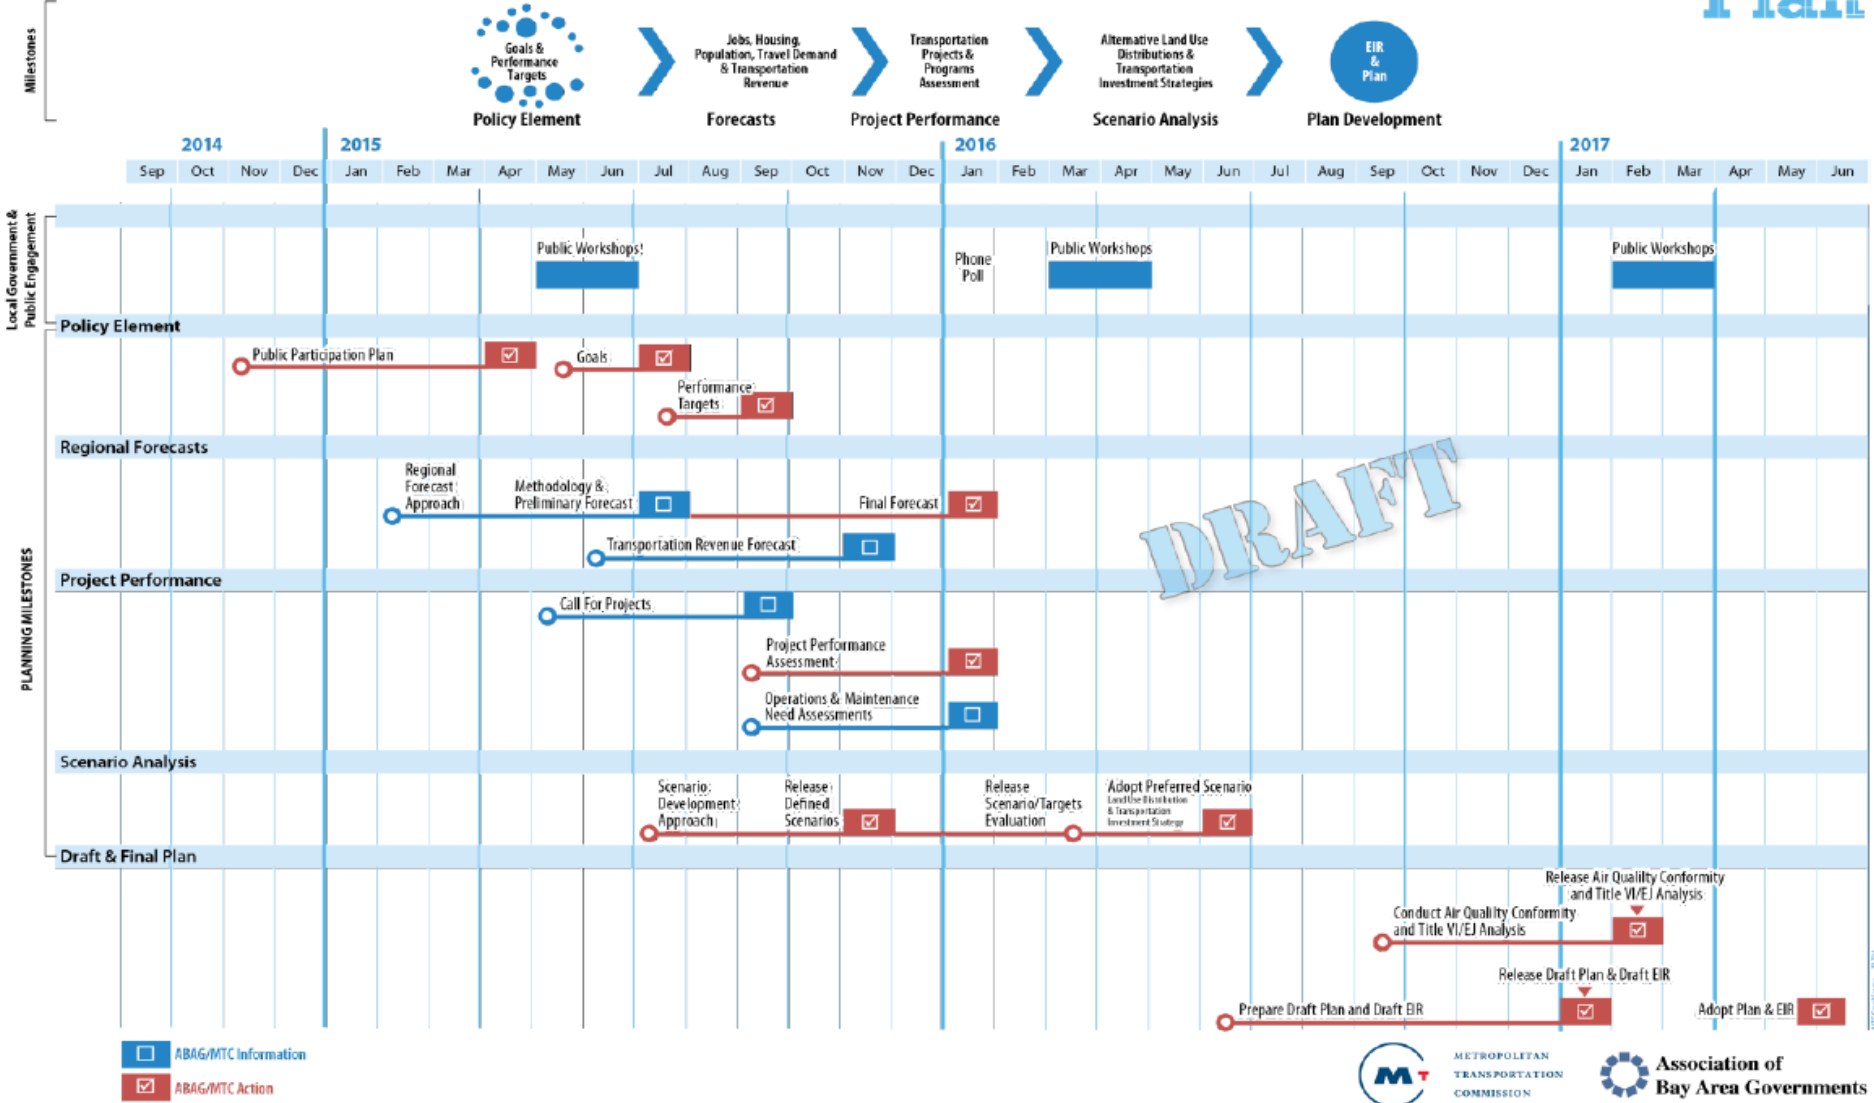 Plan
Milestones
Goals &
Performance
Targets
Policy Element
Jobs, Housing,
Population, Travel Demand
& Transportation
Revenue
Forecasts
Transportation
Projects &
Programs
Assessment
Project Performance
Alternative Land Use
Distributions &
Transportation
Investment Strategies
Scenario Analysis
EIR
&
Plan
Plan Development
2014 2015 2016 2017
Sep Oct Nov Dec Jan Feb Mar Apr May Jun Jul Aug Sep Oct Nov Dec Jan Feb Mar Apr May Jun Jul Aug Sep Oct Nov Dec Jan Feb Mar Apr May Jun
Local Government &
Public Engagement
Public Workshops
Phone
Poll
Public Workshops
Public Workshops
PLANNING MILESTONES
Policy Element
Public Participation Plan
Goals
Performance
Targets
Regional Forecasts
Regional
Forecast
Approach
Methodology &
Preliminary Forecast
Final Forecast
Transportation Revenue Forecast
DRAFT
Project Performance
Call For Projects
Project Performance
Assessment
Operations & Maintenance
Need Assessments
Scenario Analysis
Scenario
Development
Approach
Release
Defined
Scenarios
Release
Scenario/Targets
Evaluation
Adopt Preferred Scenario
Land Use Distribution
& Transportation
Investment Strategy
Draft & Final Plan
Release Air Qualilty Conformity
and Title VI/EJ Analysis
Conduct Air Qualilty Conformity
and Title VI/EJ Analysis
Release Draft Plan & Draft EIR
Prepare Draft Plan and Draft EIR
Adopt Plan & EIR
ABAG/MTC Information
ABAG/MTC Action
MT
METROPOLITAN
TRANSPORTATION
COMMISSION
Association of
Bay Area Governments